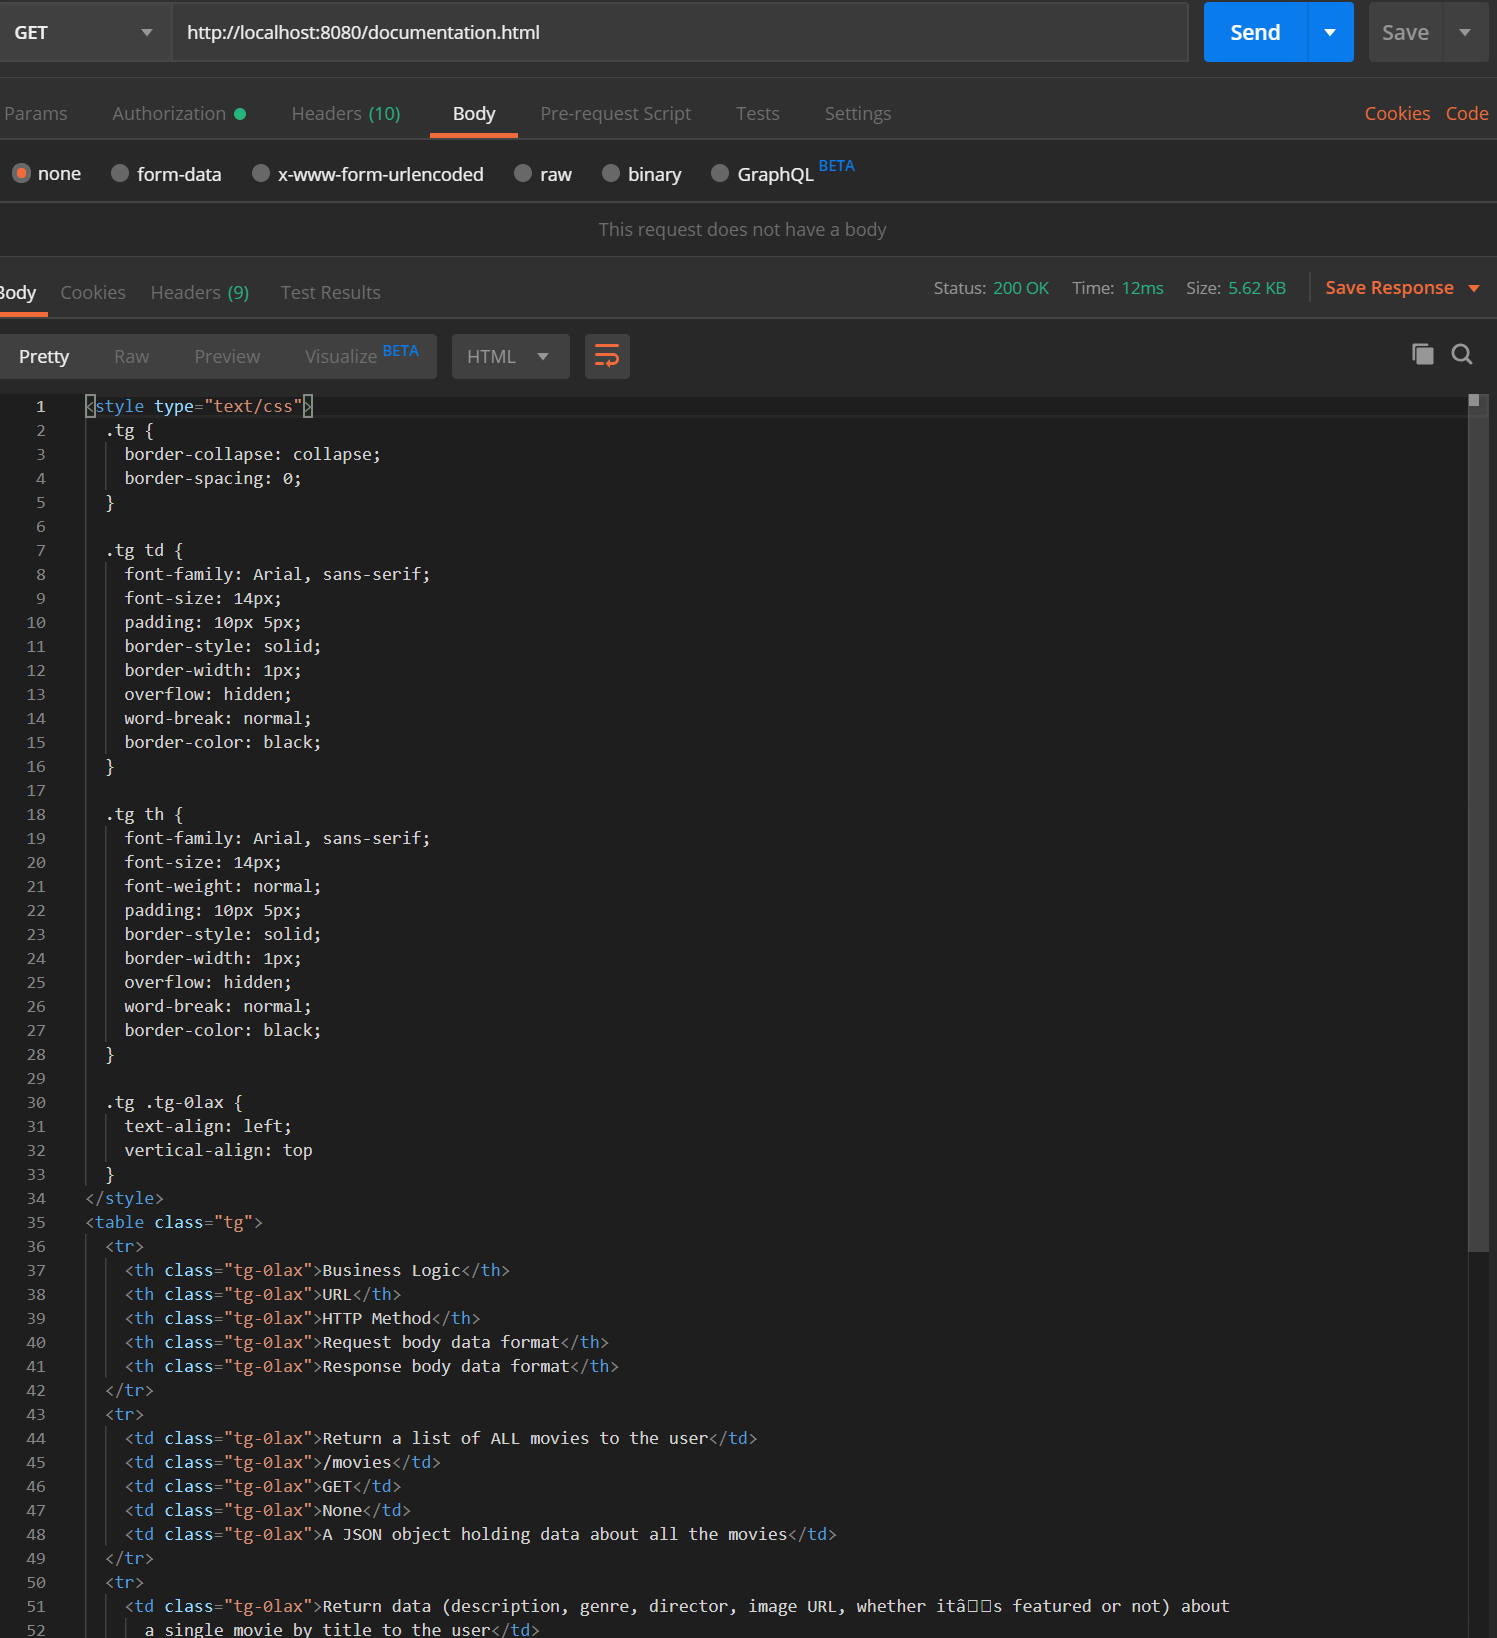 GET http://localhost:8080/documentation.html Send Save
Params Authorization Headers (10) Body Pre-request Script Tests Settings Cookies Code
none form-data x-www-form-urlencoded raw binary GraphQL BETA
This request does not have a body
Body Cookies Headers (9) Test Results Status: 200 OK Time: 12ms Size: 5.62 KB Save Response
Pretty Raw Preview Visualize BETA HTML
1 <style type="text/css">
2 .tg {
3 border-collapse: collapse;
4 border-spacing: 0;
5 }
6
7 .tg td {
8 font-family: Arial, sans-serif;
9 font-size: 14px;
10 padding: 10px 5px;
11 border-style: solid;
12 border-width: 1px;
13 overflow: hidden;
14 word-break: normal;
15 border-color: black;
16 }
17
18 .tg th {
19 font-family: Arial, sans-serif;
20 font-size: 14px;
21 font-weight: normal;
22 padding: 10px 5px;
23 border-style: solid;
24 border-width: 1px;
25 overflow: hidden;
26 word-break: normal;
27 border-color: black;
28 }
29
30 .tg .tg-0lax {
31 text-align: left;
32 vertical-align: top
33 }
34 </style>
35 <table class="tg">
36 <tr>
37 <th class="tg-0lax">Business Logic</th>
38 <th class="tg-0lax">URL</th>
39 <th class="tg-0lax">HTTP Method</th>
40 <th class="tg-0lax">Request body data format</th>
41 <th class="tg-0lax">Response body data format</th>
42 </tr>
43 <tr>
44 <td class="tg-0lax">Return a list of ALL movies to the user</td>
45 <td class="tg-0lax">/movies</td>
46 <td class="tg-0lax">GET</td>
47 <td class="tg-0lax">None</td>
48 <td class="tg-0lax">A JSON object holding data about all the movies</td>
49 </tr>
50 <tr>
51 <td class="tg-0lax">Return data (description, genre, director, image URL, whether itâ□□s featured or not) about
52 a single movie by title to the user</td>